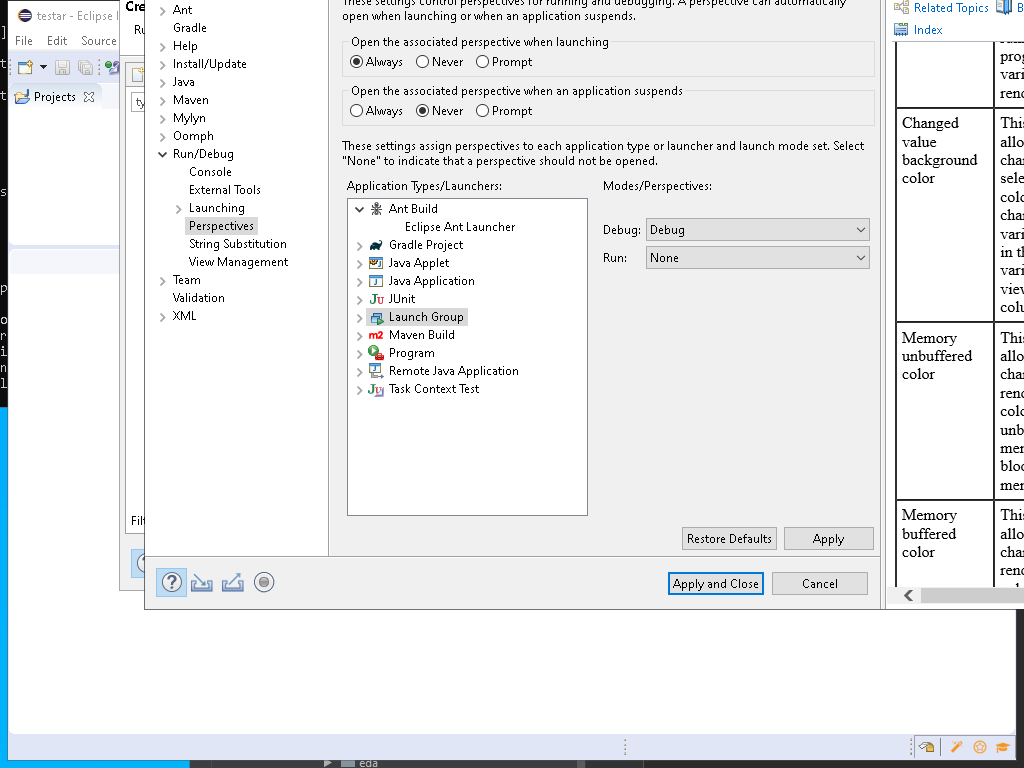 testar - Eclipse I
File Edit Source
Projects
Cre
Ru
ty
Filt
Ant
Gradle
Help
Install/Update
Java
Maven
Mylyn
Oomph
Run/Debug
Console
External Tools
Launching
Perspectives
String Substitution
View Management
Team
Validation
XML
These settings control perspectives for running and debugging. A perspective can automatically
open when launching or when an application suspends.
Open the associated perspective when launching
Always Never Prompt
Open the associated perspective when an application suspends
Always Never Prompt
These settings assign perspectives to each application type or launcher and launch mode set. Select
"None" to indicate that a perspective should not be opened.
Application Types/Launchers:
Ant Build
Eclipse Ant Launcher
Gradle Project
Java Applet
Java Application
JUnit
Launch Group
Maven Build
Program
Remote Java Application
Task Context Test
Modes/Perspectives:
Debug: Debug
Run: None
Restore Defaults Apply
Apply and Close Cancel
Related Topics B
Index
prog
vari
rend
Changed
value
background
color
This
allo
char
sele
colo
char
vari
in th
vari
view
colu
Memory
unbuffered
color
This
allo
char
rend
colo
unb
mer
bloc
mer
Memory
buffered
color
This
allo
char
rend
eda